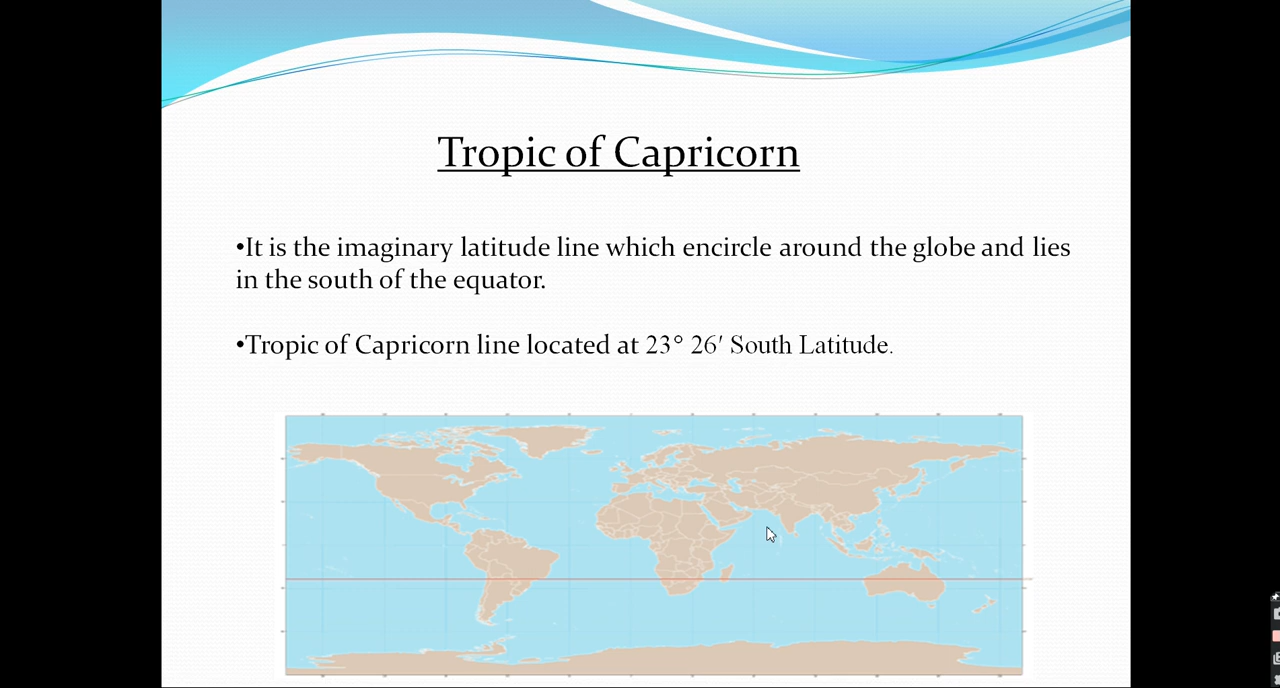 Tropic of Capricorn
•It is the imaginary latitude line which encircle around the globe and lies
in the south of the equator.
•Tropic of Capricorn line located at 23° 26′ South Latitude.